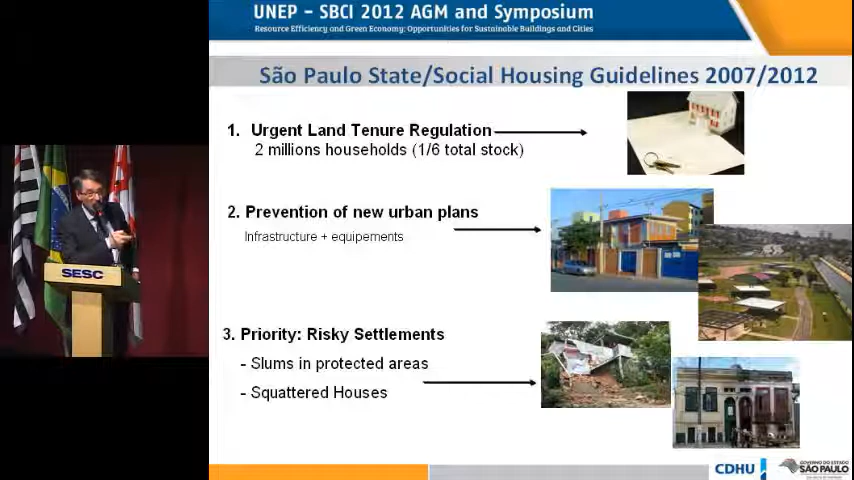 UNEP – SBCI 2012 AGM and Symposium
Resource Efficiency and Green Economy: Opportunities for Sustainable Buildings and Cities
São Paulo State/Social Housing Guidelines 2007/2012
1. Urgent Land Tenure Regulation
2 millions households (1/6 total stock)
2. Prevention of new urban plans
Infrastructure + equipements
3. Priority: Risky Settlements
- Slums in protected areas
- Squattered Houses
SESC
CDHU
GOVERNO DO ESTADO
SÃO PAULO